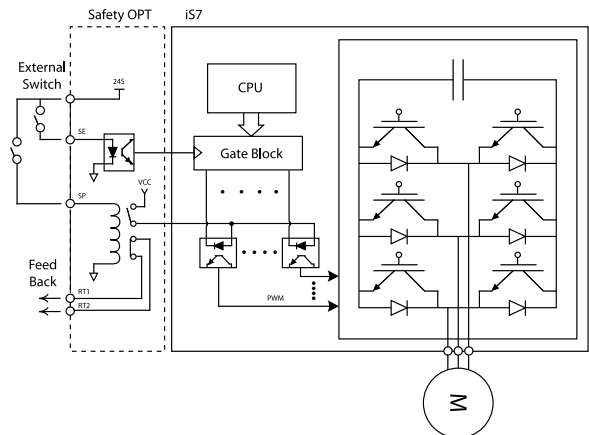 Safety OPT
iS7
External
Switch
24S
CPU
SE
Gate Block
SP
VCC
Feed
Back
RT1
RT2
PWM
M